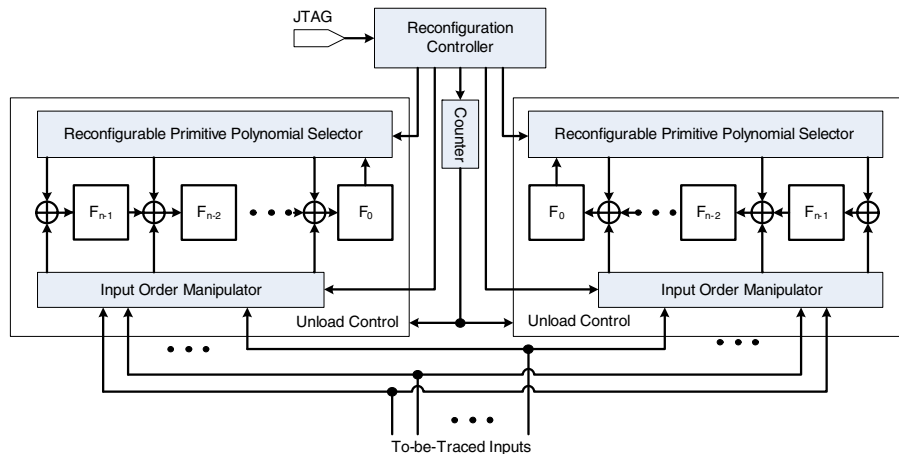 JTAG
Reconfiguration
Controller
Counter
Reconfigurable Primitive Polynomial Selector
Reconfigurable Primitive Polynomial Selector
Fn-1
Fn-2
F0
F0
Fn-2
Fn-1
Input Order Manipulator
Input Order Manipulator
Unload Control
Unload Control
To-be-Traced Inputs